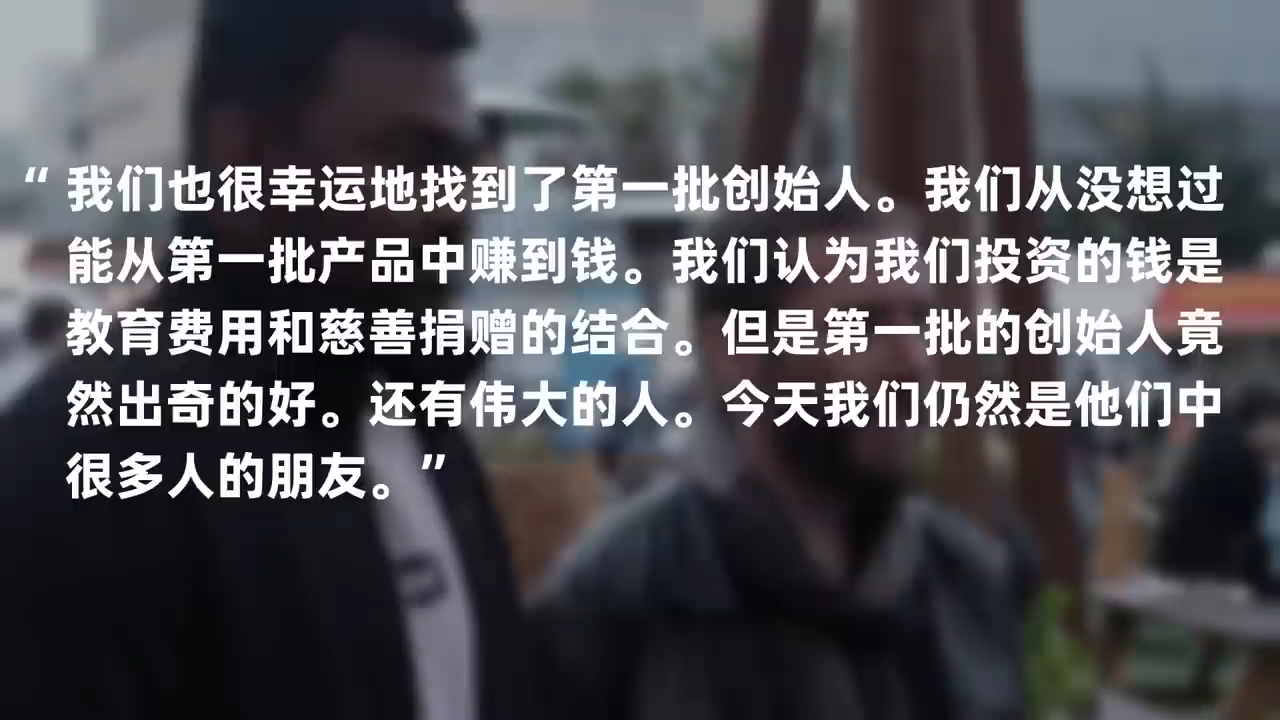 “我们也很幸运地找到了第一批创始人。我们从没想过
能从第一批产品中赚到钱。我们认为我们投资的钱是
教育费用和慈善捐赠的结合。但是第一批的创始人竟
然出奇的好。还有伟大的人。今天我们仍然是他们中
很多人的朋友。”